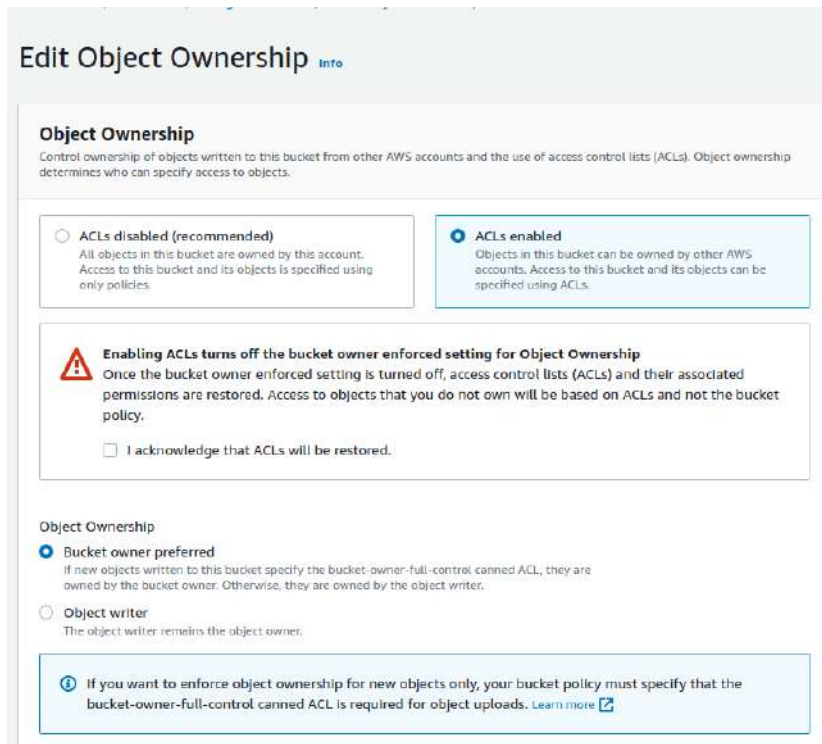 Edit Object Ownership Info
Object Ownership
Control ownership of objects written to this bucket from other AWS accounts and the use of access control lists (ACLs). Object ownership
determines who can specify access to objects.
ACLs disabled (recommended)
All objects in this bucket are owned by this account.
Access to this bucket and its objects is specified using
only policies.
ACLs enabled
Objects in this bucket can be owned by other AWS
accounts. Access to this bucket and its objects can be
specified using ACLs.
Enabling ACLs turns off the bucket owner enforced setting for Object Ownership
Once the bucket owner enforced setting is turned off, access control lists (ACLs) and their associated
permissions are restored. Access to objects that you do not own will be based on ACLs and not the bucket
policy.
I acknowledge that ACLs will be restored.
Object Ownership
Bucket owner preferred
If new objects written to this bucket specify the bucket-owner-full-control canned ACL, they are
owned by the bucket owner. Otherwise, they are owned by the object writer.
Object writer
The object writer remains the object owner.
If you want to enforce object ownership for new objects only, your bucket policy must specify that the
bucket-owner-full-control canned ACL is required for object uploads. Learn more